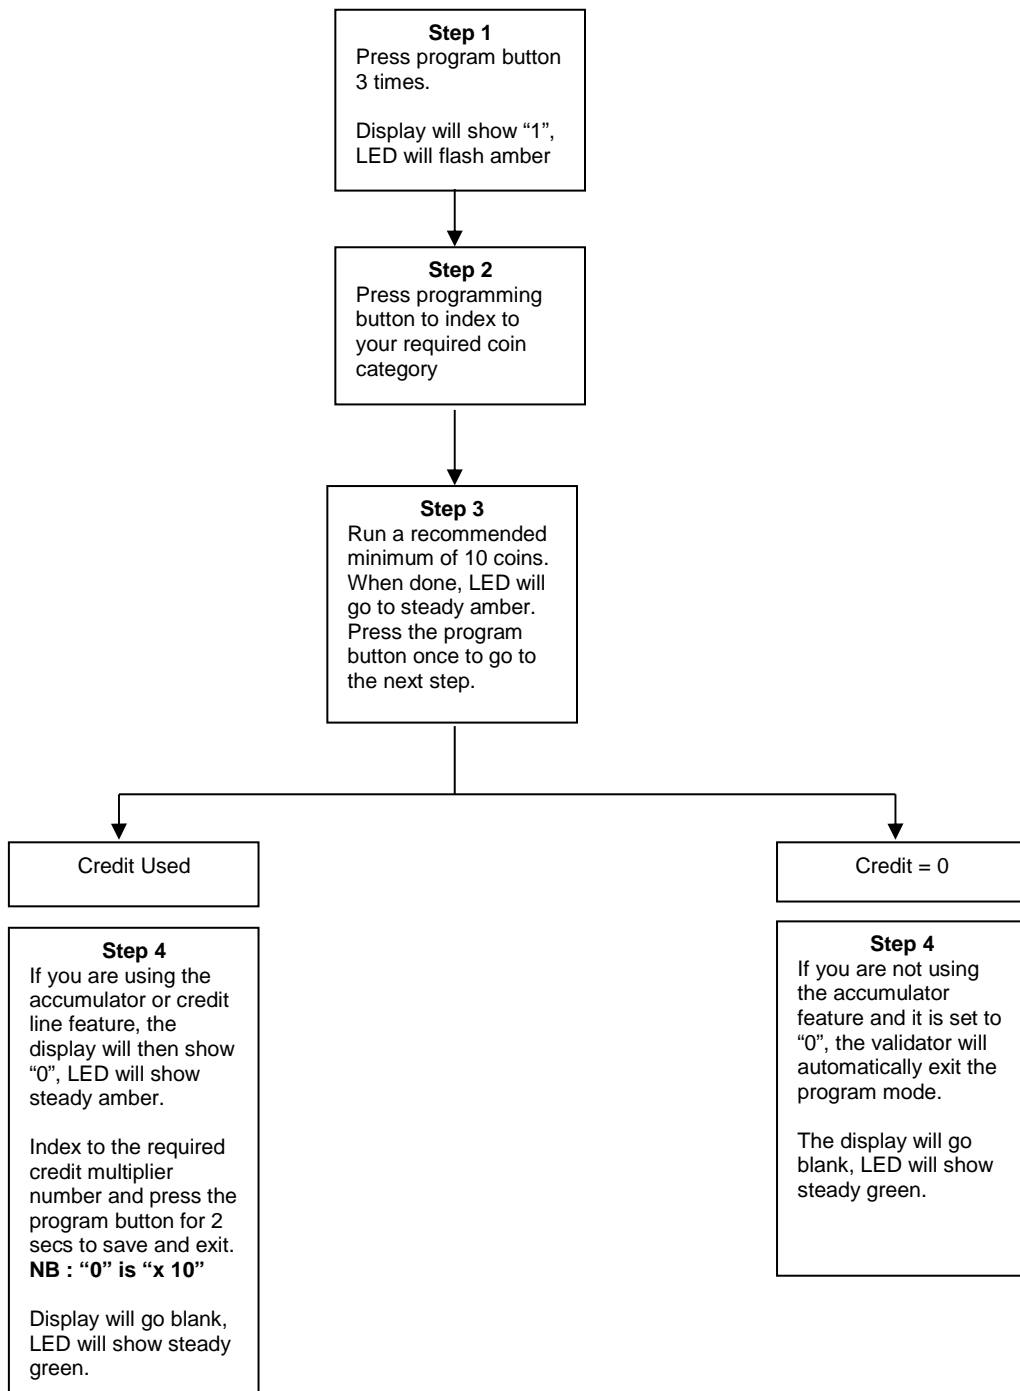 Step 1
Press program button
3 times.
Display will show “1”,
LED will flash amber
Step 2
Press programming
button to index to
your required coin
category
Step 3
Run a recommended
minimum of 10 coins.
When done, LED will
go to steady amber.
Press the program
button once to go to
the next step.
Credit Used
Step 4
If you are using the
accumulator or credit
line feature, the
display will then show
“0”, LED will show
steady amber.
Index to the required
credit multiplier
number and press the
program button for 2
secs to save and exit.
NB : “0” is “x 10”
Display will go blank,
LED will show steady
green.
Credit = 0
Step 4
If you are not using
the accumulator
feature and it is set to
“0”, the validator will
automatically exit the
program mode.
The display will go
blank, LED will show
steady green.